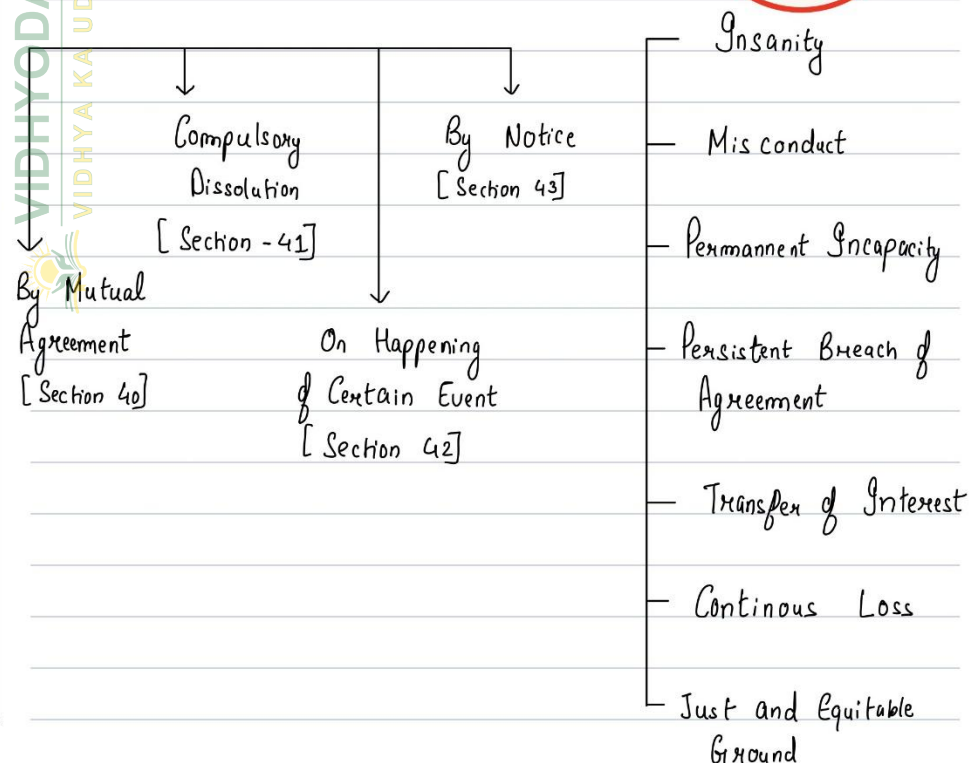 VIDHYODA
VIDHYA KA UD
Compulsory
Dissolution
[Section - 41]
By Notice
[Section 43]
By Mutual
Agreement
[Section 40]
On Happening
of Certain Event
[Section 42]
Insanity
Mis conduct
Permannent Incapacity
Persistent Breach of
Agreement
Transfer of Interest
Continous Loss
Just and Equitable
Ground